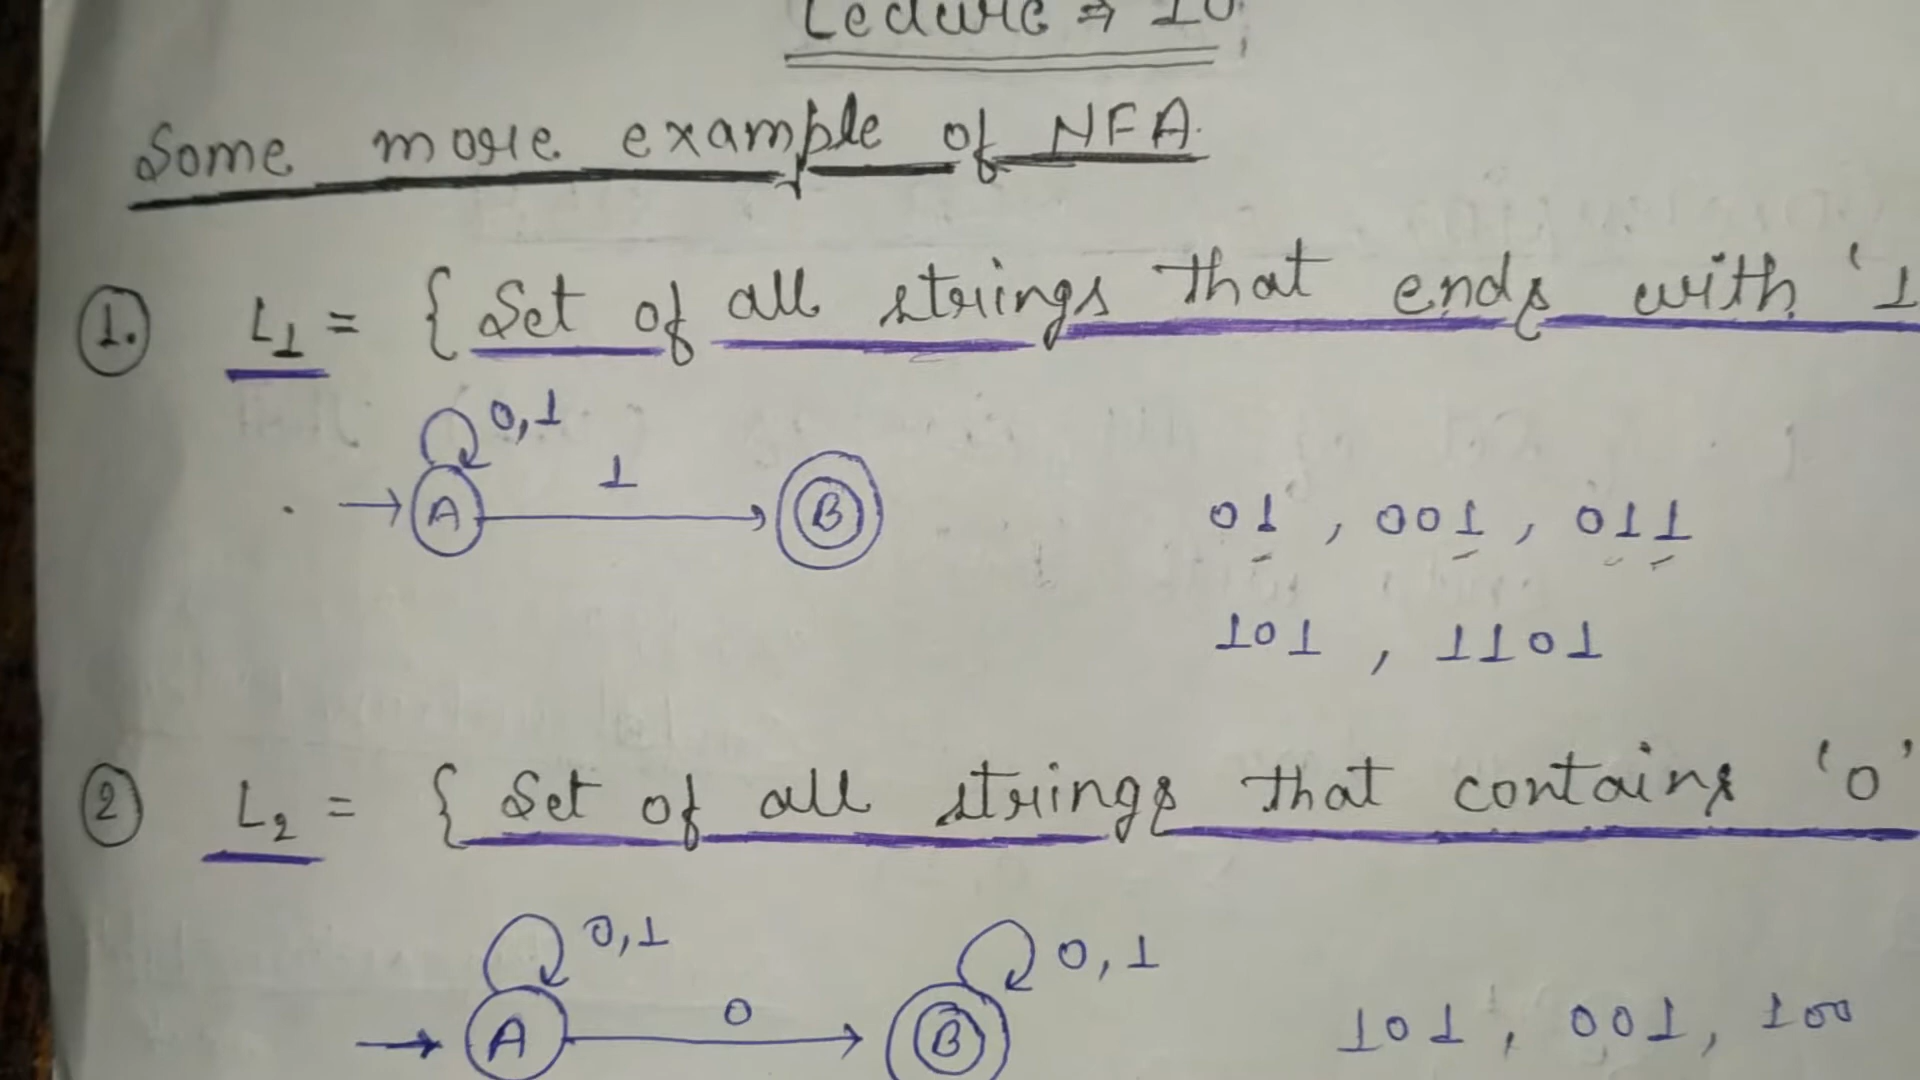 Lecture ⇒ 10
Some more example of NFA.
1. L1 = { Set of all strings that ends with '1
0,1
1
A B
01 , 001 , 011
101 , 1101
2 L2 = { Set of all strings that contains '0'
0,1 0,1
0
A B
101 , 001 , 100